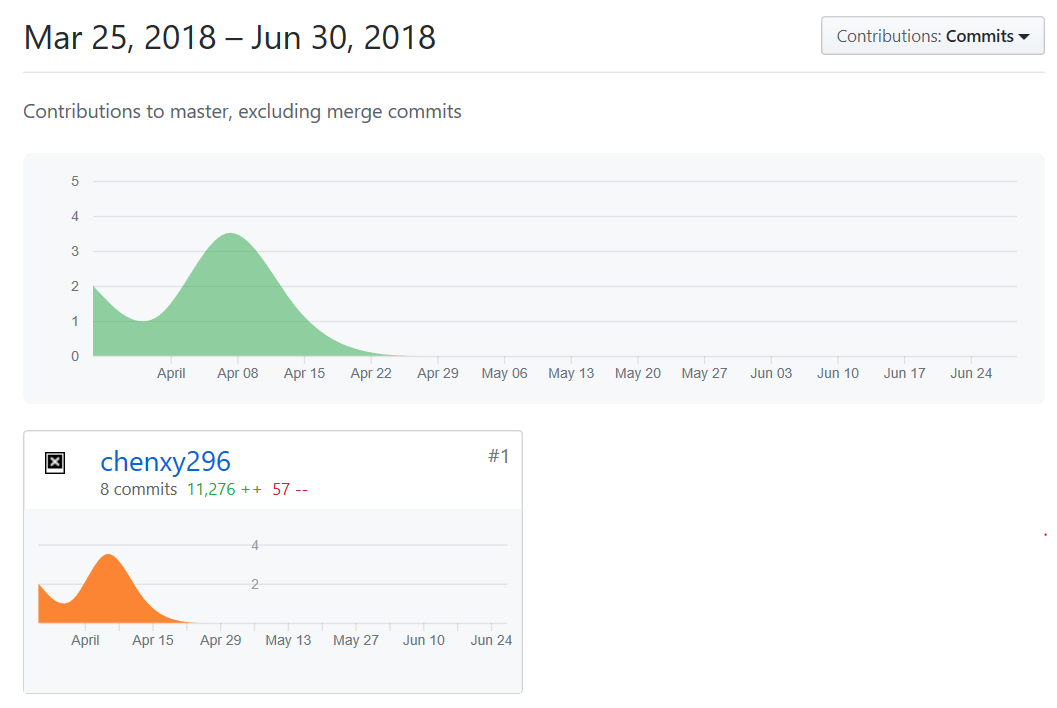 Mar 25, 2018 – Jun 30, 2018
Contributions: Commits
Contributions to master, excluding merge commits
5
4
3
2
1
0
April Apr 08 Apr 15 Apr 22 Apr 29 May 06 May 13 May 20 May 27 Jun 03 Jun 10 Jun 17 Jun 24
chenxy296
#1
8 commits 11,276 ++ 57 --
4
2
April Apr 15 Apr 29 May 13 May 27 Jun 10 Jun 24